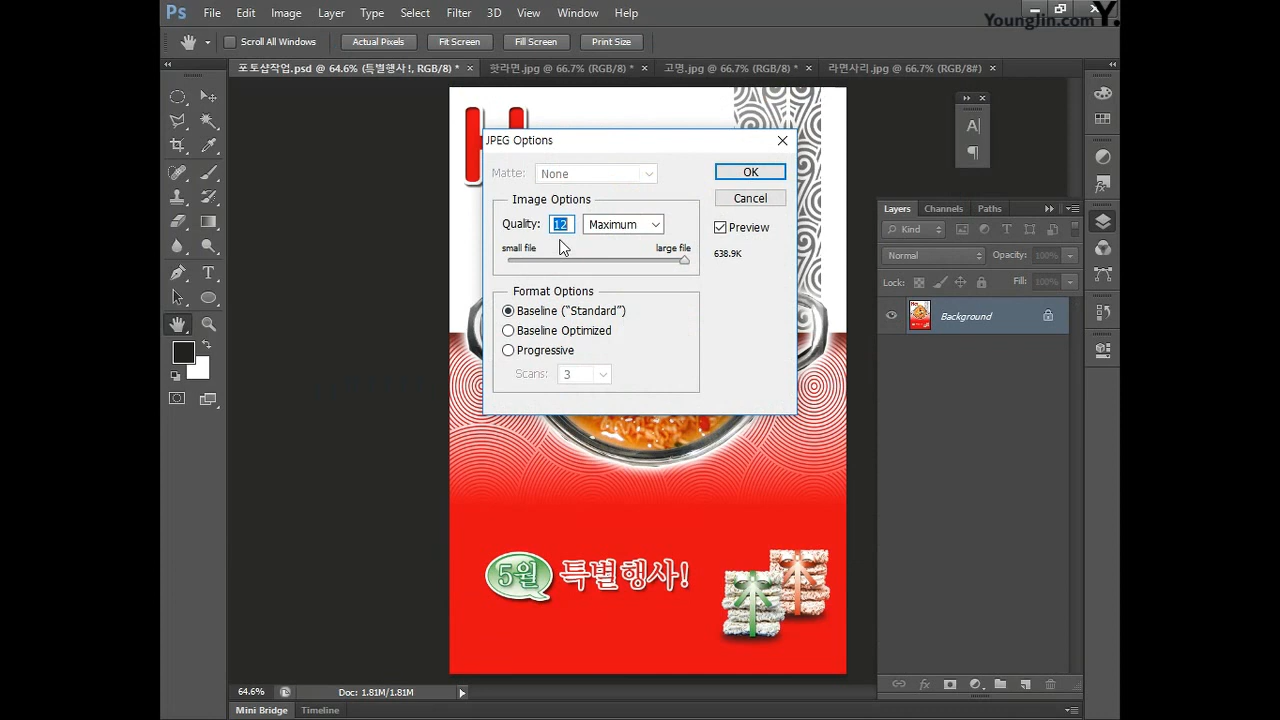 Ps File Edit Image Layer Type Select Filter 3D View Window Help
YoungJin.com Y.
Scroll All Windows Actual Pixels Fit Screen Fill Screen Print Size
포토샵작업.psd @ 64.6% (특별행사!, RGB/8) * × 핫라면.jpg @ 66.7% (RGB/8) * × 고명.jpg @ 66.7% (RGB/8) * × 라면사리.jpg @ 66.7% (RGB/8#) ×
JPEG Options
Matte: None
OK
Image Options
Cancel
Quality: 12 Maximum
Preview
small file large file
638.9K
Format Options
Baseline ("Standard")
Baseline Optimized
Progressive
Scans: 3
Layers Channels Paths
Kind
Normal Opacity: 100%
Lock: Fill: 100%
Background
5월 특별행사!
64.6% Doc: 1.81M/1.81M
Mini Bridge Timeline